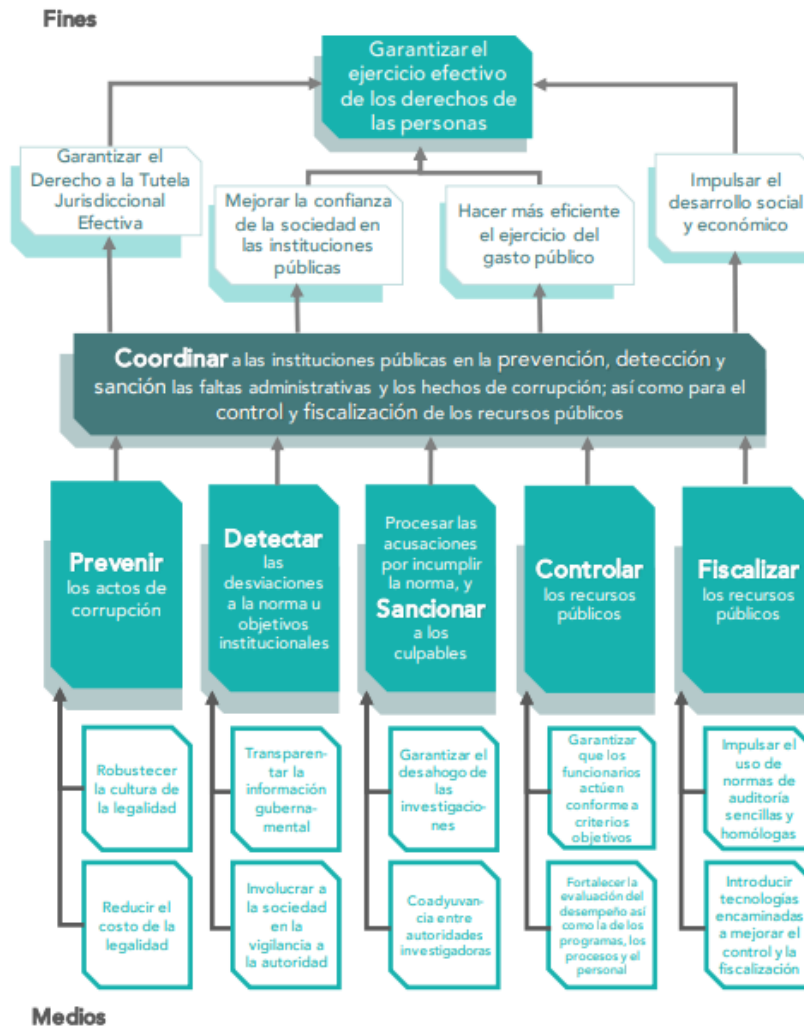 Fines
Garantizar el
ejercicio efectivo
de los derechos de
las personas
Garantizar el
Derecho a la Tutela
Jurisdiccional
Efectiva
Mejorar la confianza
de la sociedad en
las instituciones
públicas
Hacer más eficiente
el ejercicio del
gasto público
Impulsar el
desarrollo social
y económico
Coordinar a las instituciones públicas en la prevención, detección y
sanción las faltas administrativas y los hechos de corrupción; así como para el
control y fiscalización de los recursos públicos
Prevenir
los actos de
corrupción
Detectar
las
desviaciones
a la norma u
objetivos
institucionales
Procesar las
acusaciones
por incumplir
la norma, y
Sancionar
a los
culpables
Controlar
los recursos
públicos
Fiscalizar
los recursos
públicos
Robustecer
la cultura de
la legalidad
Transparen-
tar la
información
guberna-
mental
Garantizar el
desahogo de
las
investigacio-
nes
Garantizar
que los
funcionarios
actúen
conforme a
criterios
objetivos
Impulsar el
uso de
normas de
auditoría
sencillas y
homólogas
Reducir el
costo de la
legalidad
Involucrar a
la sociedad
en la
vigilancia a
la autoridad
Coadyuvan-
cia entre
autoridades
investigadoras
Fortalecer la
evaluación del
desempeño así
como la de los
programas, los
procesos y el
personal
Introducir
tecnologías
encaminadas
a mejorar el
control y la
fiscalización
Medios